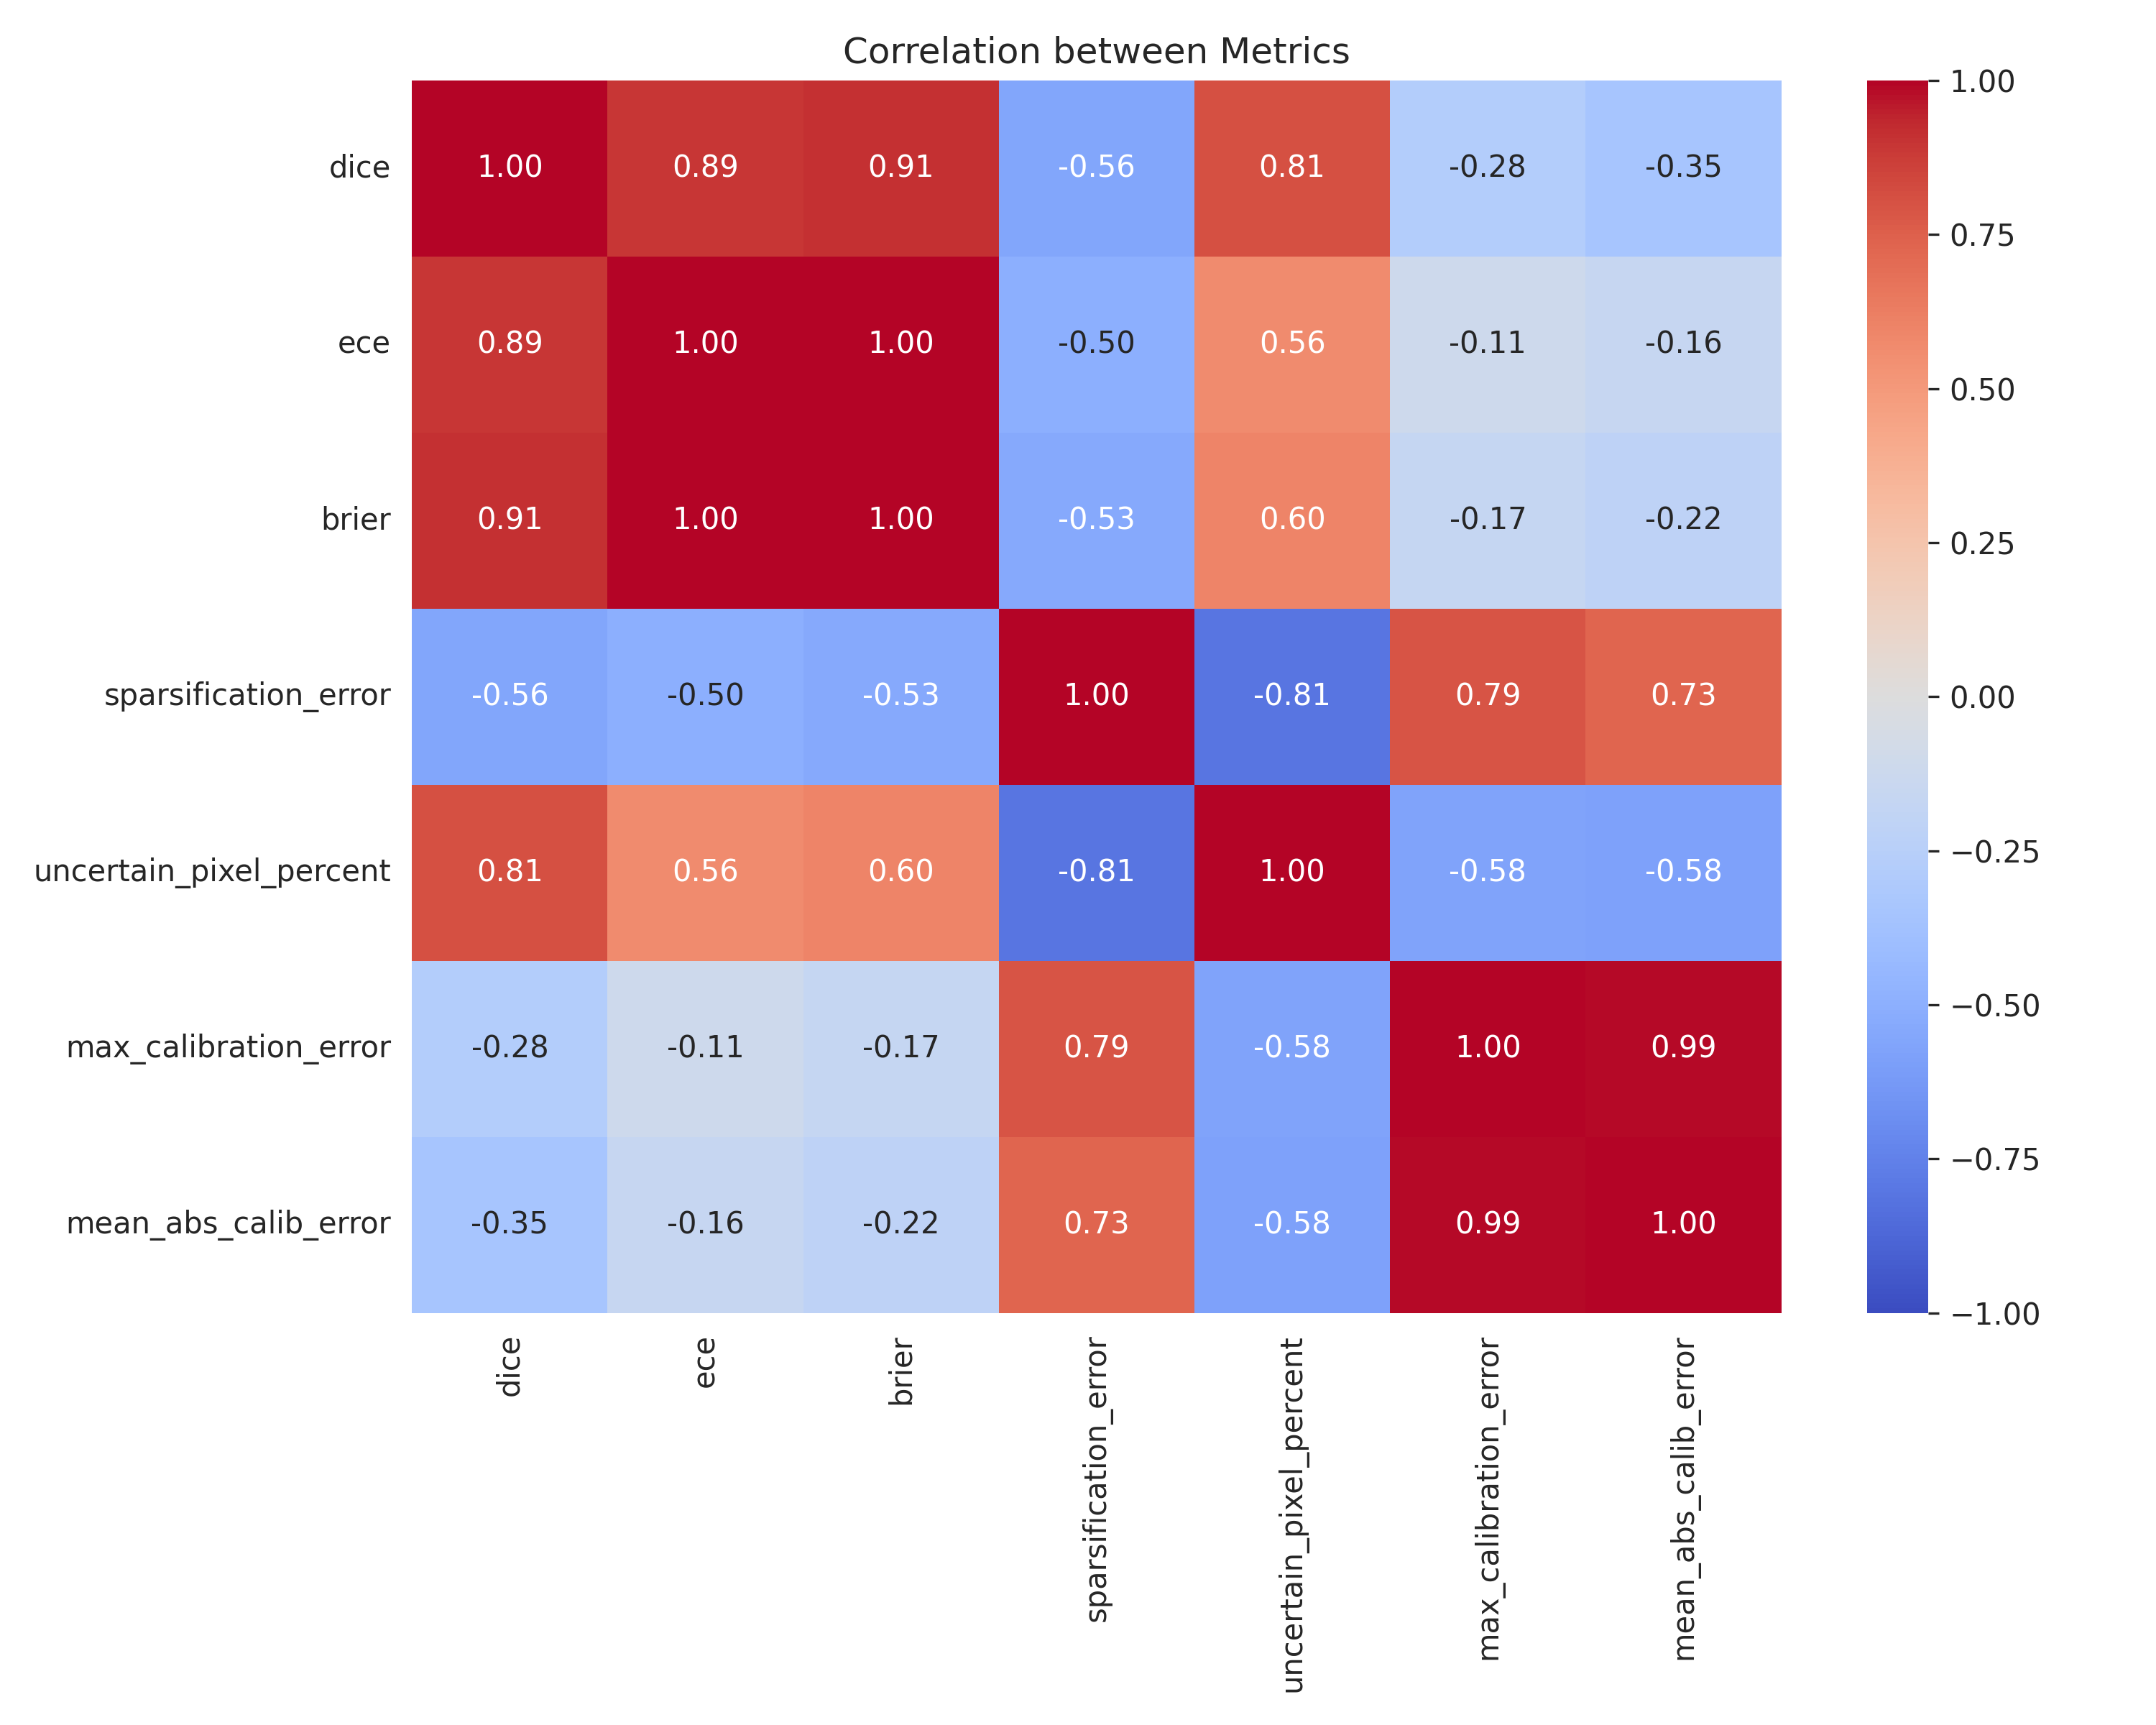 Correlation between Metrics
dice 1.00 0.89 0.91 -0.56 0.81 -0.28 -0.35
ece 0.89 1.00 1.00 -0.50 0.56 -0.11 -0.16
brier 0.91 1.00 1.00 -0.53 0.60 -0.17 -0.22
sparsification_error -0.56 -0.50 -0.53 1.00 -0.81 0.79 0.73
uncertain_pixel_percent 0.81 0.56 0.60 -0.81 1.00 -0.58 -0.58
max_calibration_error -0.28 -0.11 -0.17 0.79 -0.58 1.00 0.99
mean_abs_calib_error -0.35 -0.16 -0.22 0.73 -0.58 0.99 1.00
dice
ece
brier
sparsification_error
uncertain_pixel_percent
max_calibration_error
mean_abs_calib_error
1.00
0.75
0.50
0.25
0.00
−0.25
−0.50
−0.75
−1.00